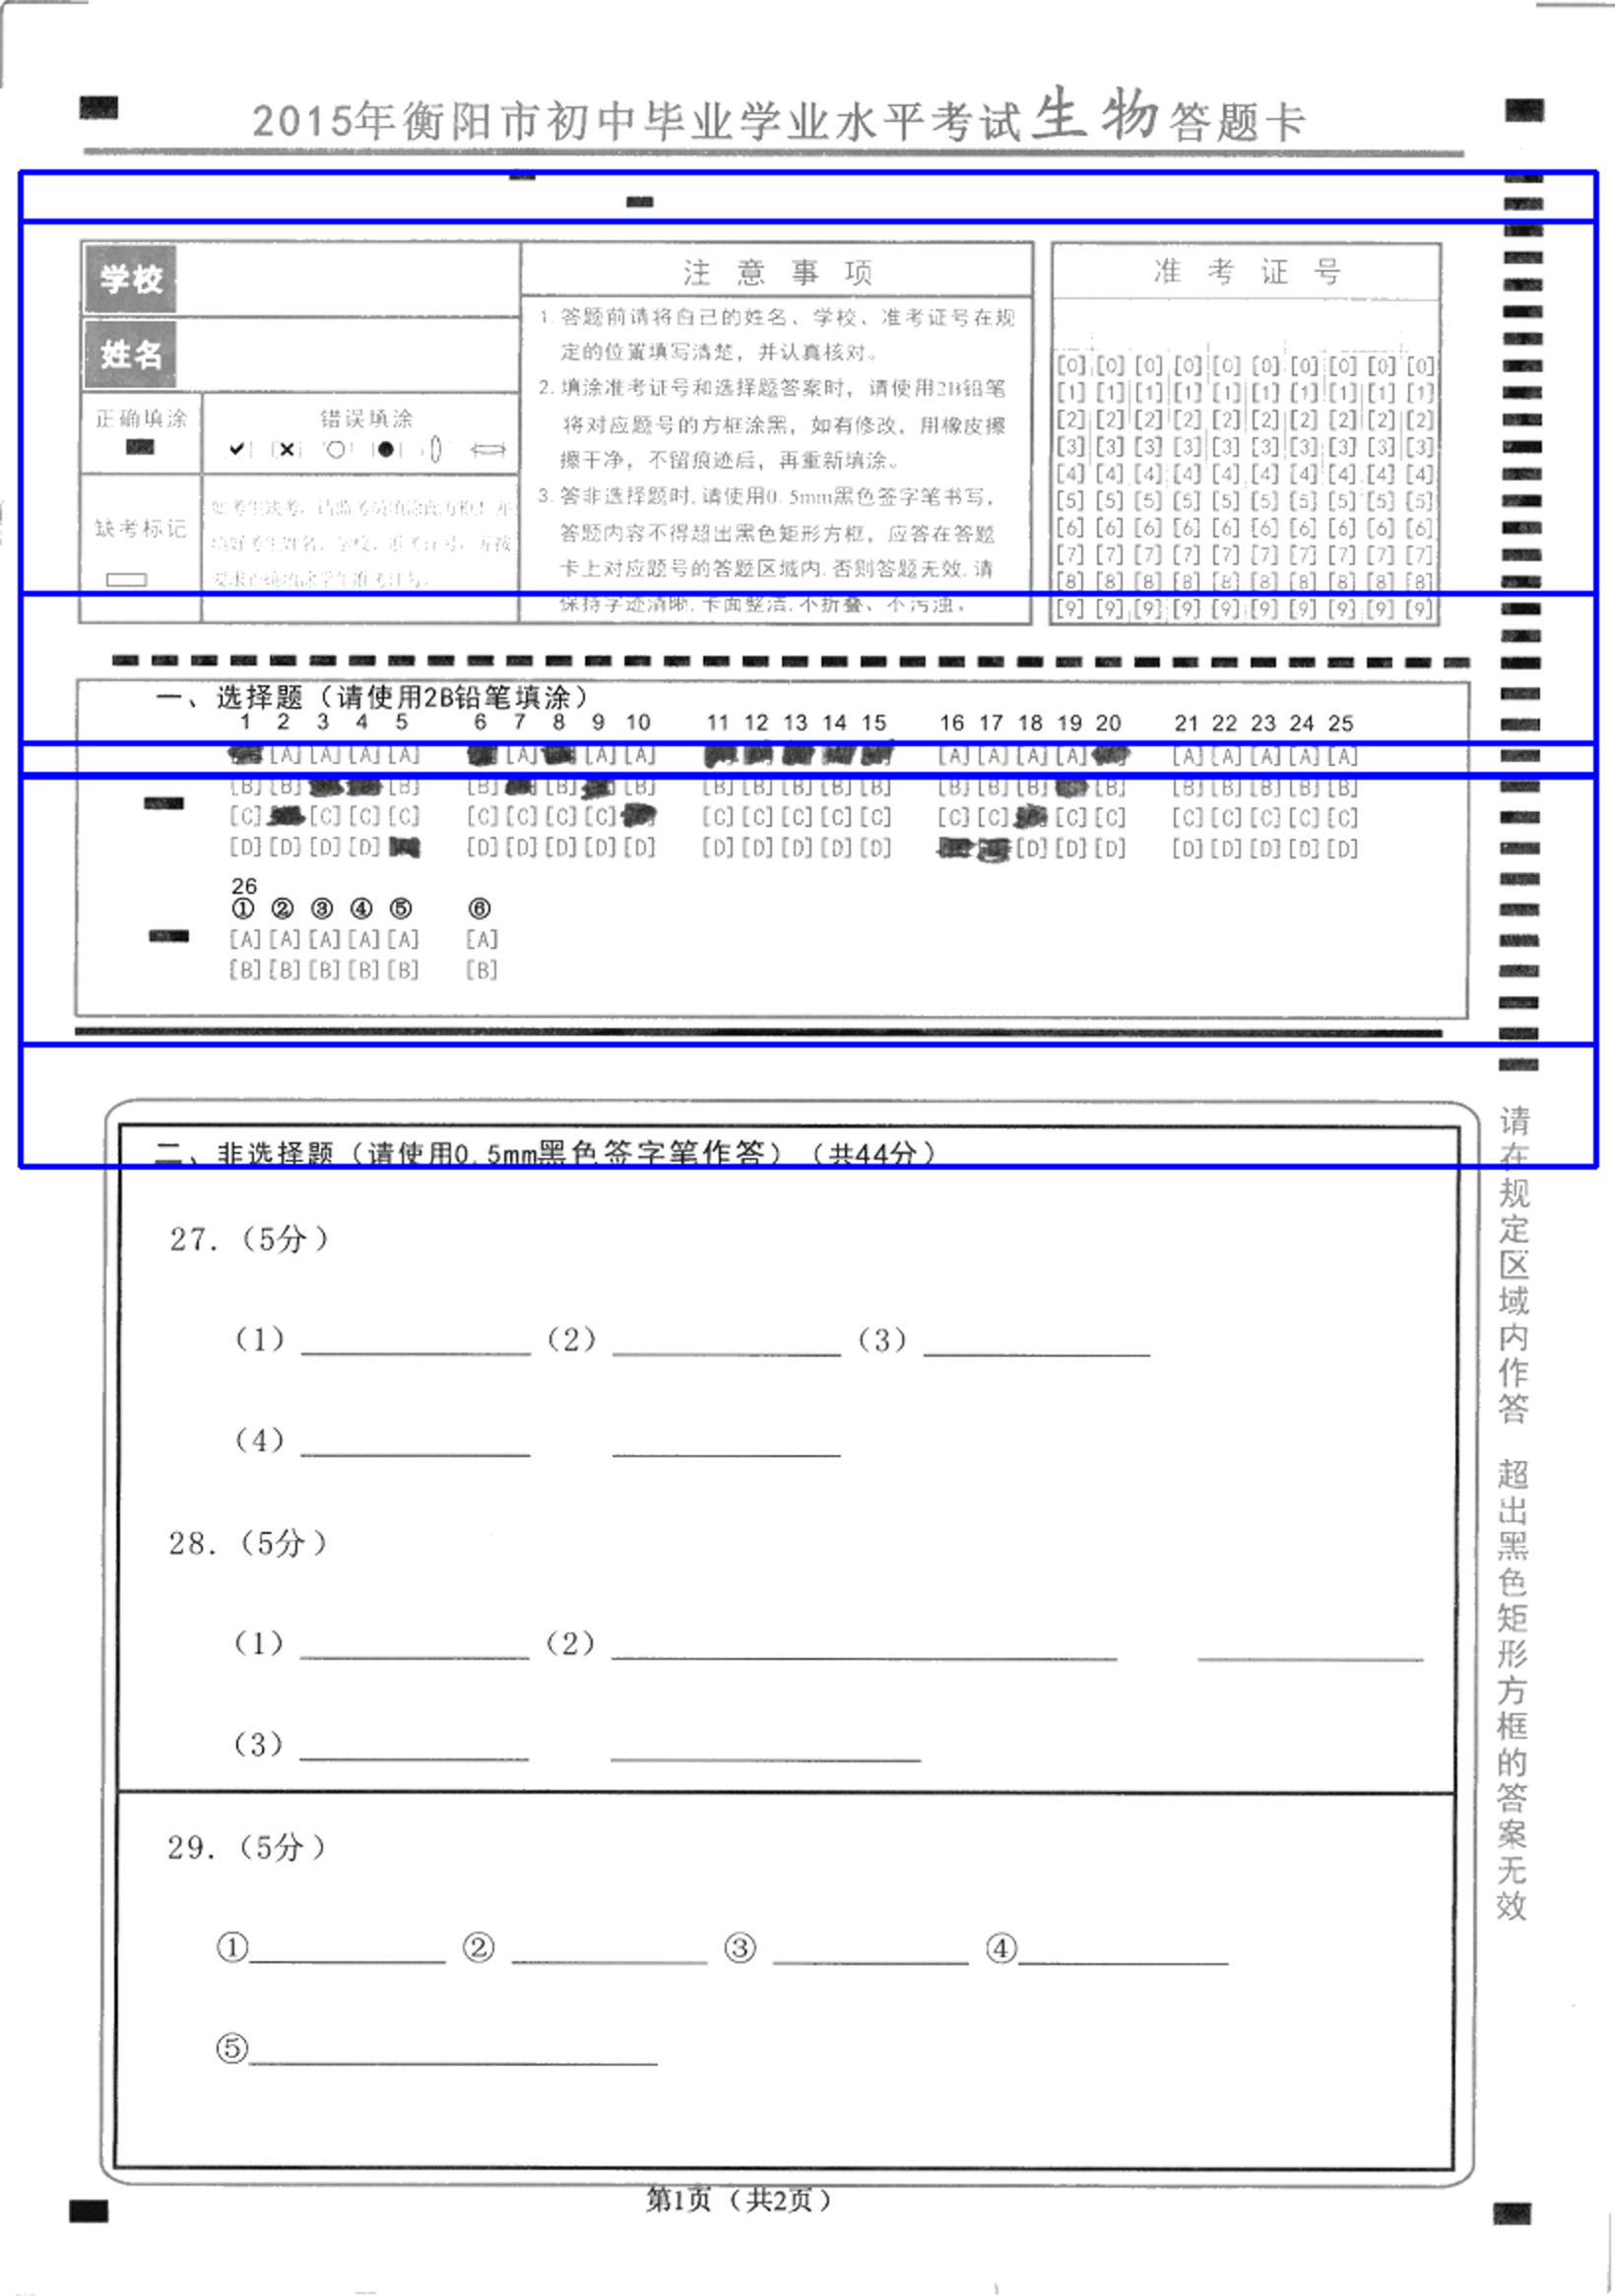 2015年衡阳市初中毕业学业水平考试生物答题卡
学校
姓名
正确填涂
错误填涂
缺考标记
注意事项
1. 答题前请将自己的姓名、学校、准考证号在规
定的位置填写清楚，并认真核对。
2. 填涂准考证号和选择题答案时，请使用2B铅笔
将对应题号的方框涂黑，如有修改，用橡皮擦
擦干净，不留痕迹后，再重新填涂。
3. 答非选择题时,请使用0.5mm黑色签字笔书写，
答题内容不得超出黑色矩形方框，应答在答题
卡上对应题号的答题区域内,否则答题无效,请
保持字迹清晰,卡面整洁,不折叠、不污浊。
准考证号
[0] [0] [0] [0] [0] [0] [0] [0] [0] [0]
[1] [1] [1] [1] [1] [1] [1] [1] [1] [1]
[2] [2] [2] [2] [2] [2] [2] [2] [2] [2]
[3] [3] [3] [3] [3] [3] [3] [3] [3] [3]
[4] [4] [4] [4] [4] [4] [4] [4] [4] [4]
[5] [5] [5] [5] [5] [5] [5] [5] [5] [5]
[6] [6] [6] [6] [6] [6] [6] [6] [6] [6]
[7] [7] [7] [7] [7] [7] [7] [7] [7] [7]
[8] [8] [8] [8] [8] [8] [8] [8] [8] [8]
[9] [9] [9] [9] [9] [9] [9] [9] [9] [9]
一、选择题（请使用2B铅笔填涂）
1 2 3 4 5 6 7 8 9 10 11 12 13 14 15 16 17 18 19 20 21 22 23 24 25
[A] [A] [A] [A] [A] [A] [A] [A] [A] [A] [A] [A] [A] [A] [A] [A] [A]
[B] [B] [B] [B] [B] [B] [B] [B] [B] [B] [B] [B] [B] [B] [B] [B] [B] [B] [B] [B]
[C] [C] [C] [C] [C] [C] [C] [C] [C] [C] [C] [C] [C] [C] [C] [C] [C] [C] [C] [C] [C] [C]
[D] [D] [D] [D] [D] [D] [D] [D] [D] [D] [D] [D] [D] [D] [D] [D] [D] [D] [D] [D] [D] [D]
26
① ② ③ ④ ⑤ ⑥
[A] [A] [A] [A] [A] [A]
[B] [B] [B] [B] [B] [B]
二、非选择题（请使用0.5mm黑色签字笔作答）（共44分）
27.（5分）
（1） （2） （3）
（4）
28.（5分）
（1） （2）
（3）
29.（5分）
① ② ③ ④
⑤
请在规定区域内作答 超出黑色矩形方框的答案无效
第1页（共2页）